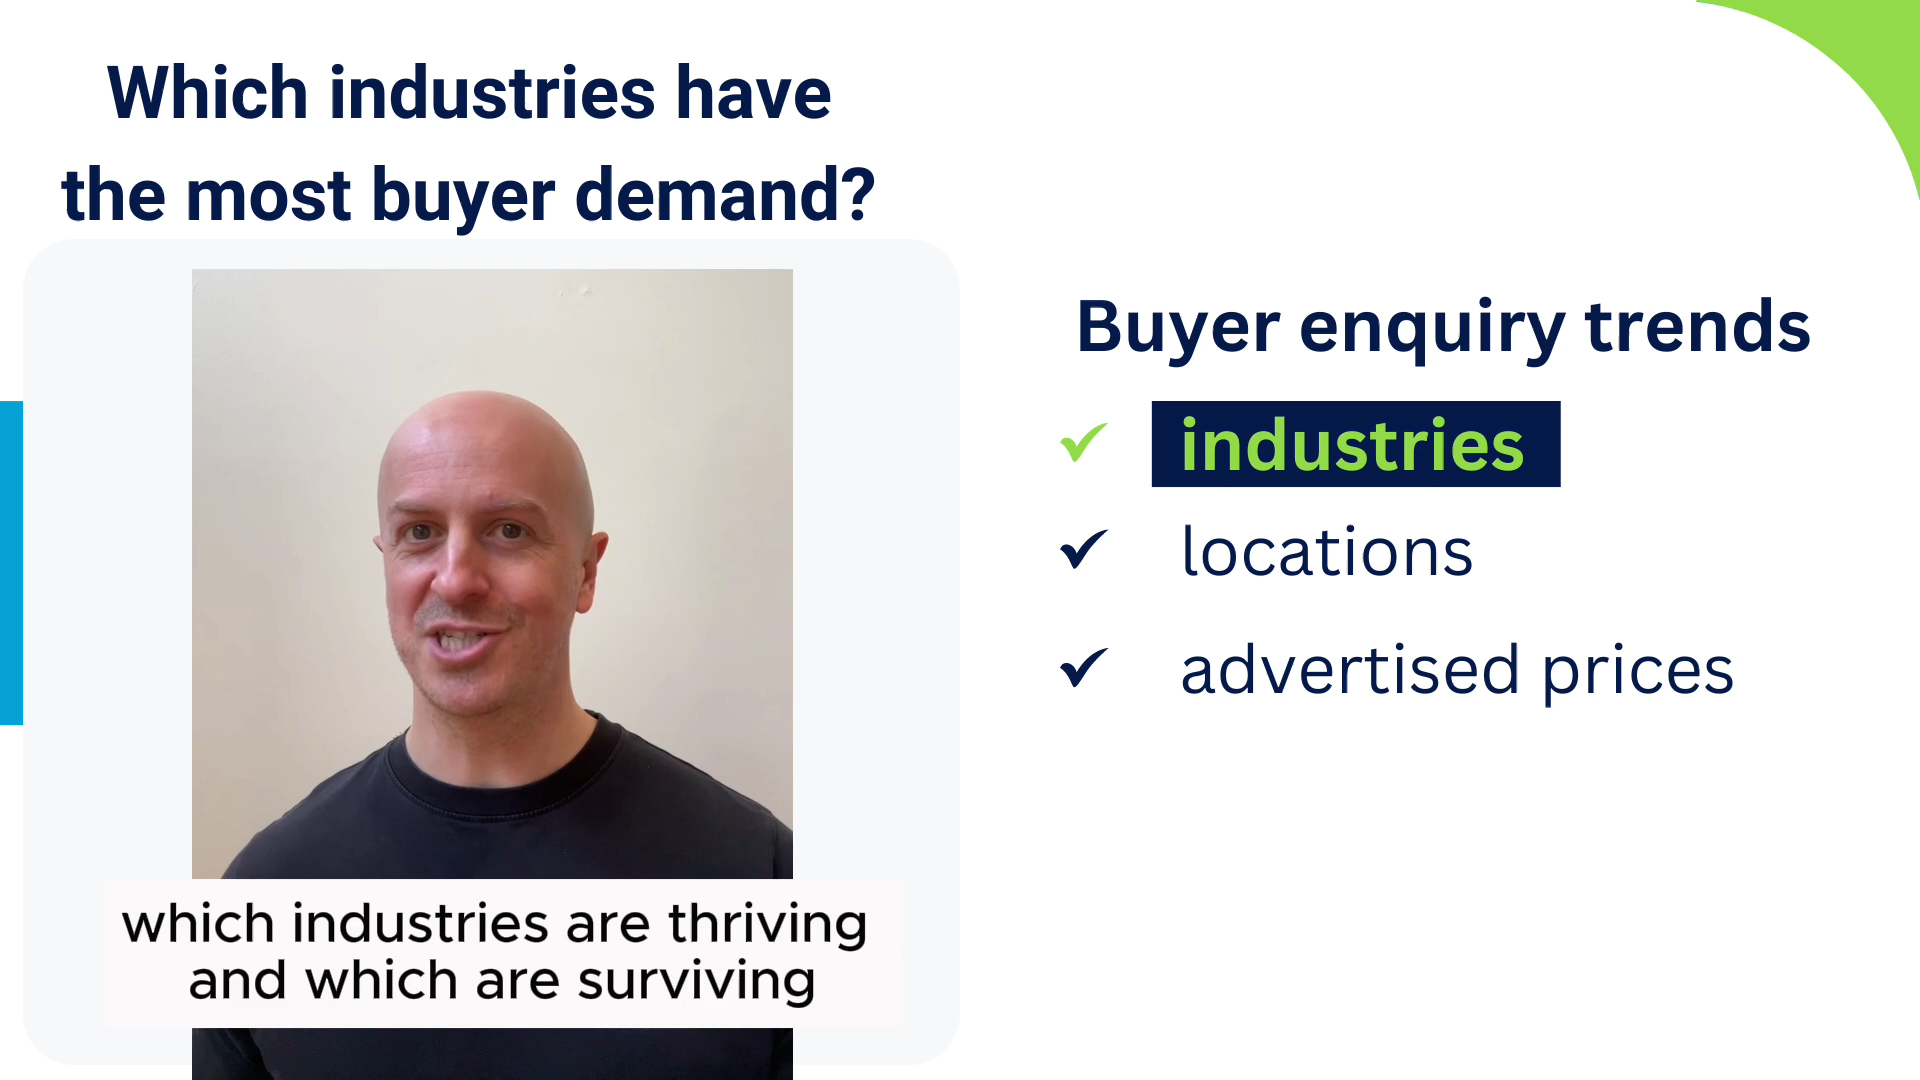 Which industries have
the most buyer demand?
which industries are thriving
and which are surviving
Buyer enquiry trends
industries
locations
advertised prices